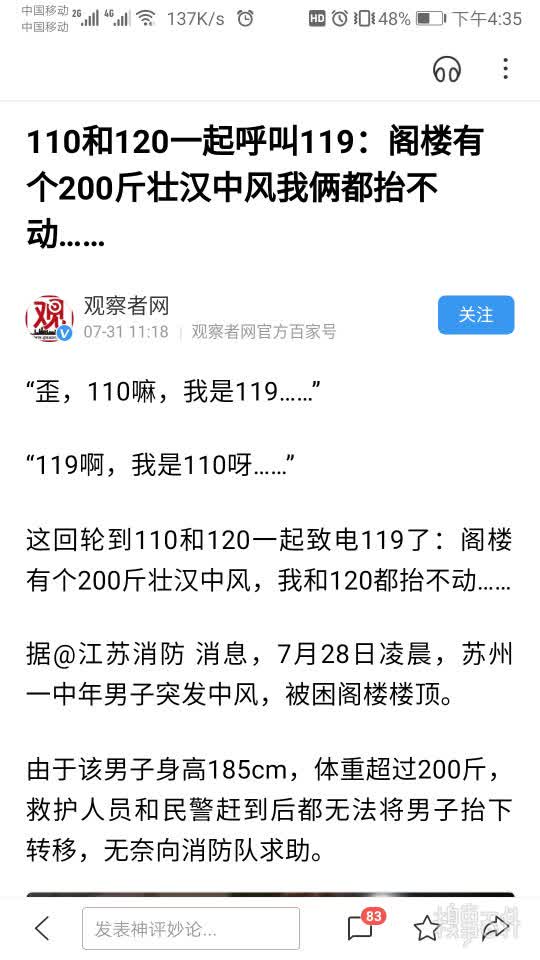 中国移动 2G 4G 137K/s HD 48% 下午4:35
中国移动
110和120一起呼叫119：阁楼有
个200斤壮汉中风我俩都抬不
动……
观 观察者网 关注
07-31 11:18 | 观察者网官方百家号
“歪，110嘛，我是119……”
“119啊，我是110呀……”
这回轮到110和120一起致电119了：阁楼
有个200斤壮汉中风，我和120都抬不动……
据@江苏消防 消息，7月28日凌晨，苏州
一中年男子突发中风，被困阁楼楼顶。
由于该男子身高185cm，体重超过200斤，
救护人员和民警赶到后都无法将男子抬下
转移，无奈向消防队求助。
发表神评妙论... 83